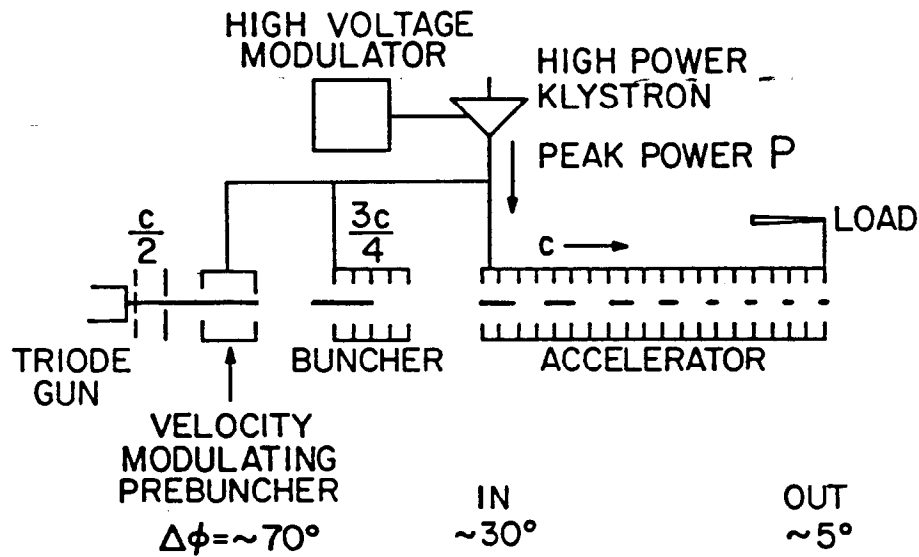 HIGH VOLTAGE
MODULATOR
HIGH POWER
KLYSTRON
PEAK POWER P
c/2
3c/4
c
LOAD
TRIODE
GUN
BUNCHER
ACCELERATOR
VELOCITY
MODULATING
PREBUNCHER
Δϕ=~70°
IN
~30°
OUT
~5°